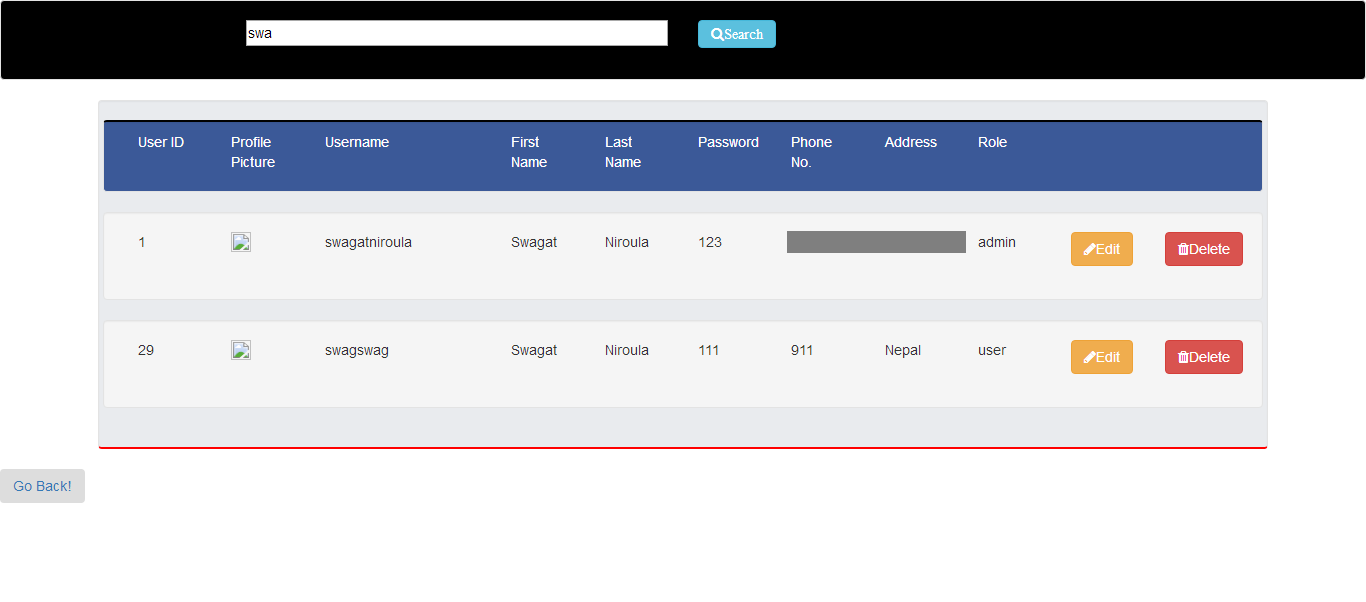 swa Search
User ID Profile Picture Username First Name Last Name Password Phone No. Address Role
1 swagatniroula Swagat Niroula 123 admin Edit Delete
29 swagswag Swagat Niroula 111 911 Nepal user Edit Delete
Go Back!